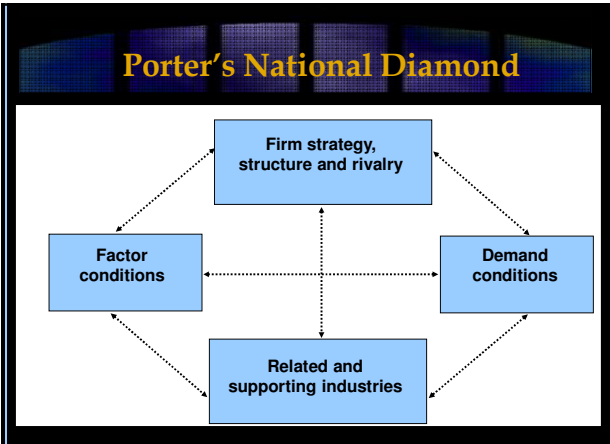 Porter's National Diamond
Firm strategy,
structure and rivalry
Factor
conditions
Demand
conditions
Related and
supporting industries